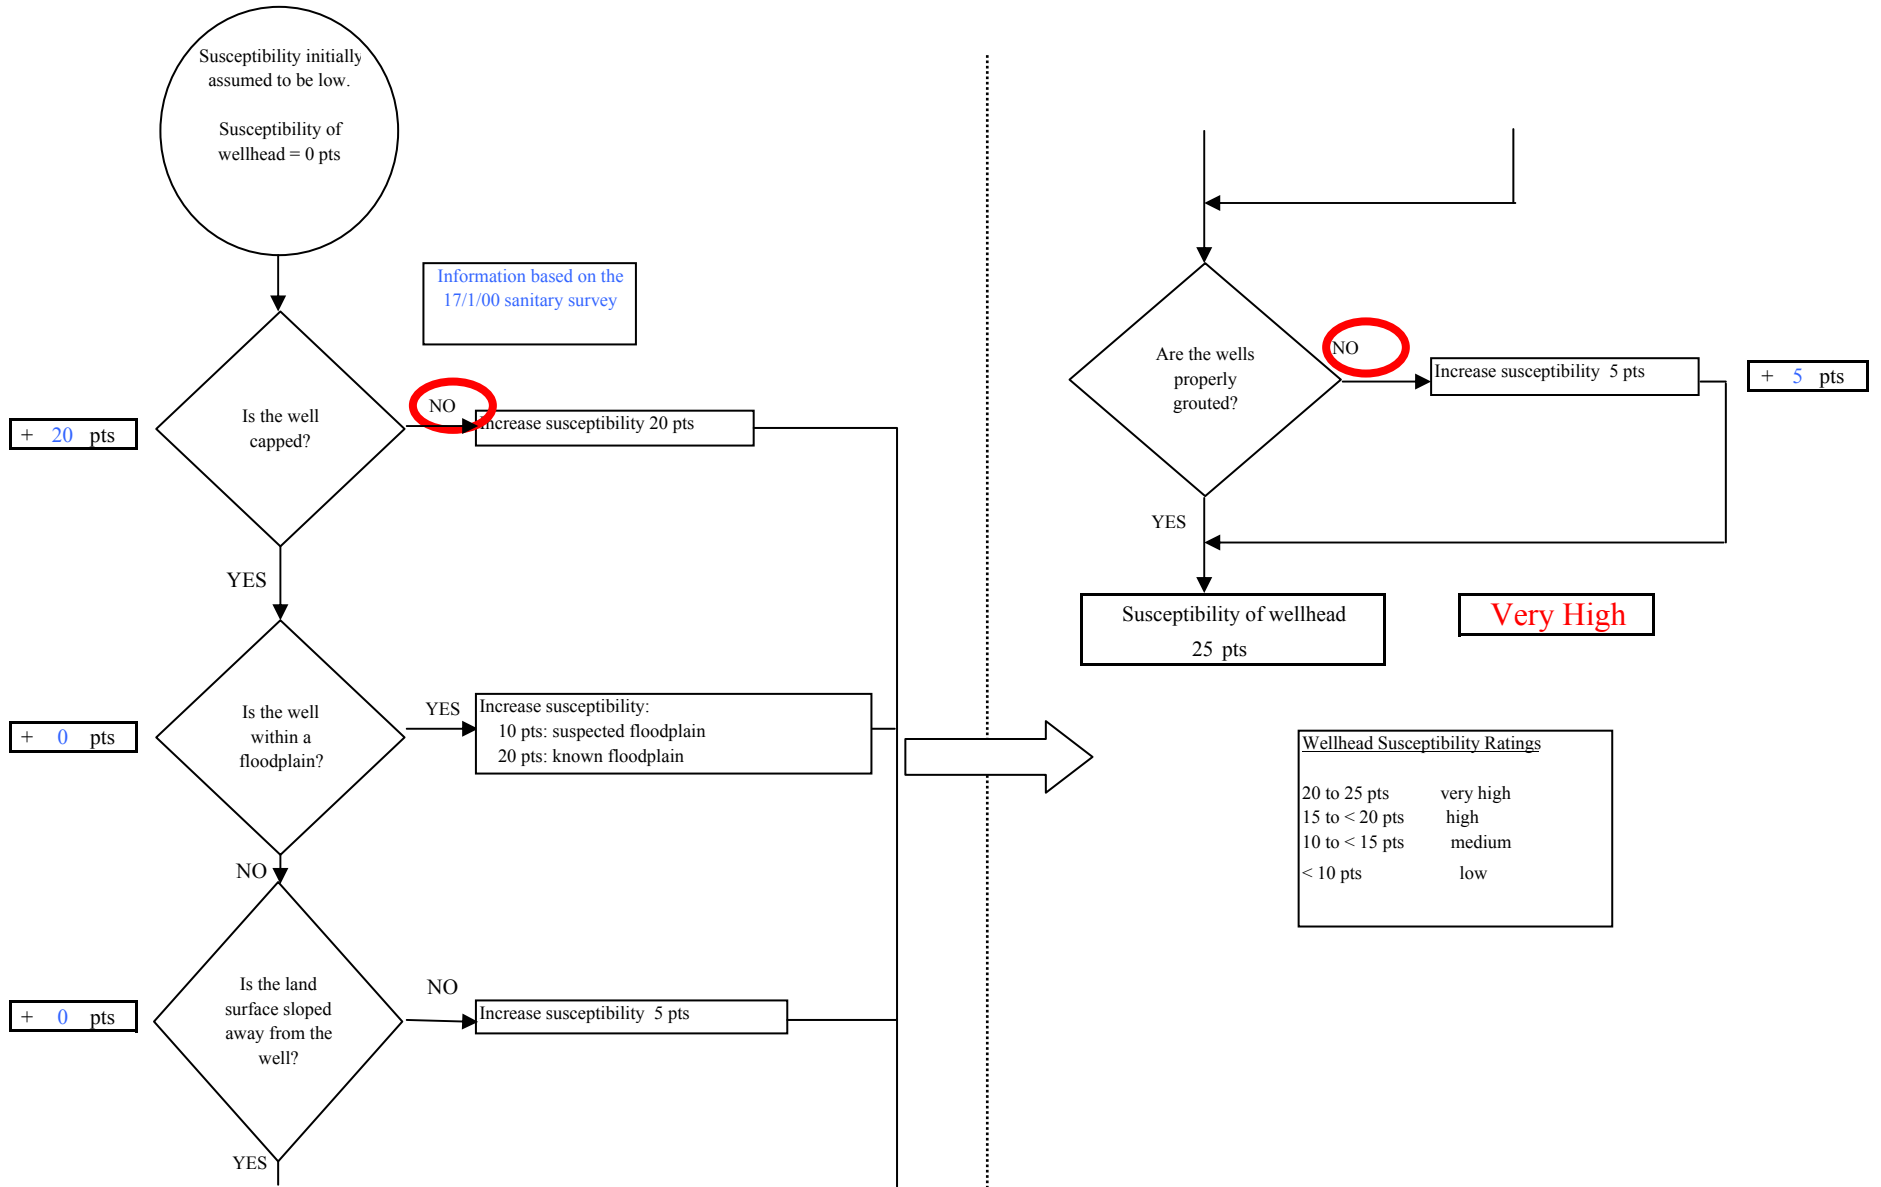 Susceptibility initially
assumed to be low.
Susceptibility of
wellhead = 0 pts
Information based on the
17/1/00 sanitary survey
Is the well
capped?
NO
Increase susceptibility 20 pts
+ 20 pts
YES
Is the well
within a
floodplain?
YES
Increase susceptibility:
10 pts: suspected floodplain
20 pts: known floodplain
+ 0 pts
NO
Is the land
surface sloped
away from the
well?
NO
Increase susceptibility 5 pts
+ 0 pts
YES
Are the wells
properly
grouted?
NO
Increase susceptibility 5 pts
+ 5 pts
YES
Susceptibility of wellhead
25 pts
Very High
Wellhead Susceptibility Ratings
20 to 25 pts very high
15 to < 20 pts high
10 to < 15 pts medium
< 10 pts low